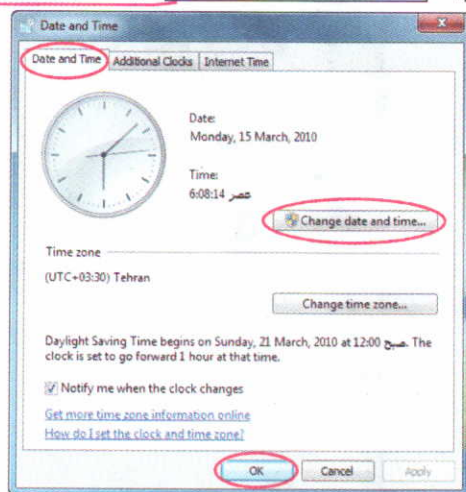 Date and Time
Date and Time Additional Clocks Internet Time
Date:
Monday, 15 March, 2010
Time:
6:08:14 عصر
Change date and time...
Time zone
(UTC+03:30) Tehran
Change time zone...
Daylight Saving Time begins on Sunday, 21 March, 2010 at 12:00 صبح. The
clock is set to go forward 1 hour at that time.
Notify me when the clock changes
Get more time zone information online
How do I set the clock and time zone?
OK Cancel Apply